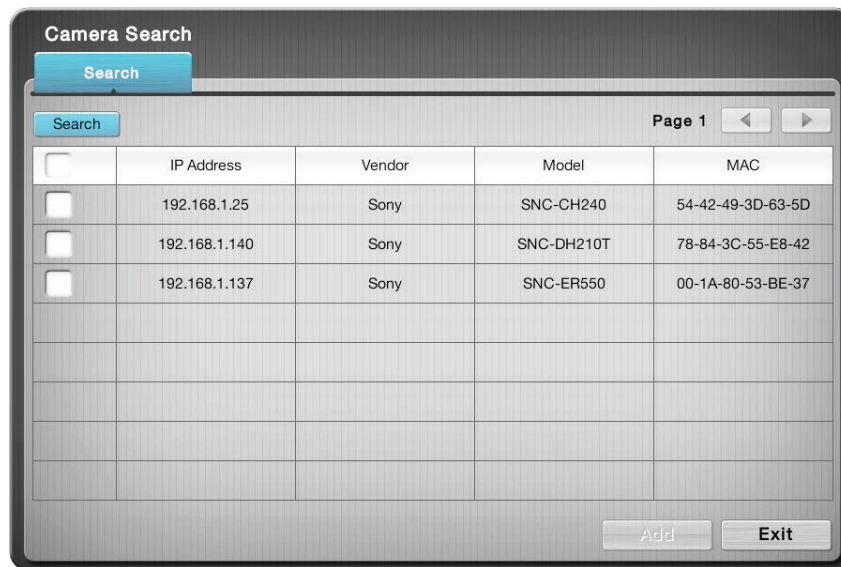 Camera Search
Search
Search Page 1
IP Address Vendor Model MAC
192.168.1.25 Sony SNC-CH240 54-42-49-3D-63-5D
192.168.1.140 Sony SNC-DH210T 78-84-3C-55-E8-42
192.168.1.137 Sony SNC-ER550 00-1A-80-53-BE-37
Add Exit